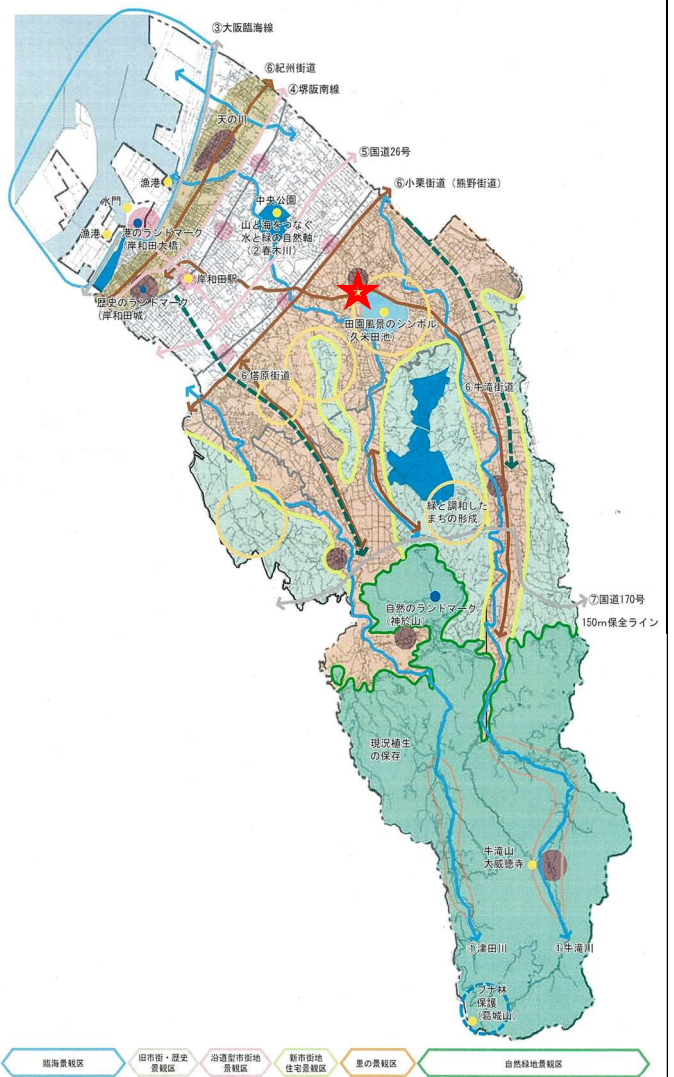 ③大阪臨海線
⑥紀州街道
④堺阪南線
天の川
⑤国道26号
漁港
⑥小栗街道（熊野街道）
中央公園
水門
山と海をつなぐ
水と緑の自然軸
（②春木川）
港のランドマーク
（岸和田大橋）
漁港
岸和田駅
歴史のランドマーク
（岸和田城）
田園風景のシンボル
（久米田池）
⑥塔原街道
⑥牛滝街道
緑と調和した
まちの形成
⑦国道170号
自然のランドマーク
（神於山）
150m保全ライン
現況植生
の保存
牛滝山
大威徳寺
①津田川
①牛滝川
ブナ林
保護
（葛城山）
臨海景観区
旧市街・歴史
景観区
沿道型市街地
景観区
新市街地
住宅景観区
里の景観区
自然緑地景観区